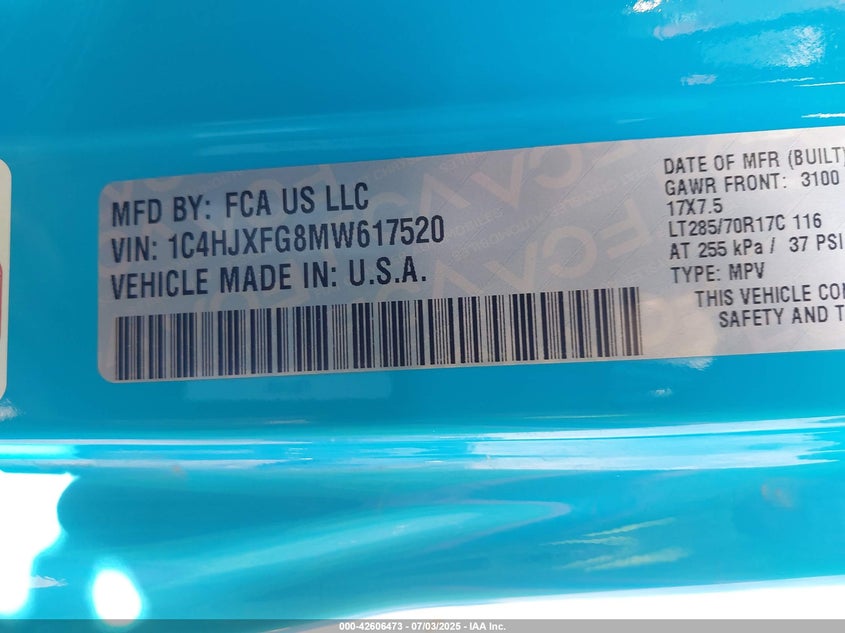 MFD BY: FCA US LLC
VIN: 1C4HJXFG8MW617520
VEHICLE MADE IN: U.S.A.
DATE OF MFR (BUILT)
GAWR FRONT: 3100
17X7.5
LT285/70R17C 116
AT 255 kPa / 37 PSI
TYPE: MPV
THIS VEHICLE CON
SAFETY AND T
000-42606473 - 07/03/2025 - IAA Inc.